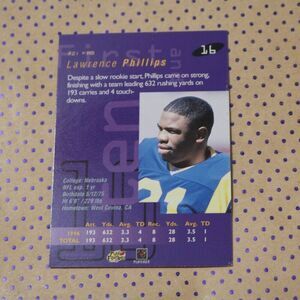 16
Lawrence Phillips
Despite a slow rookie start, Phillips came on strong,
finishing with a team leading 632 rushing yards on
193 carries and 4 touch-
downs.
College: Nebraska
NFL exp. 1 yr
Birthdate 5/12/75
Ht 6'0" / 229 lbs
Hometown: West Covina, CA
Att. Yds. Avg. TD Rec. Yds. Avg. TD
1996 193 632 3.3 4 8 28 3.5 1
TOTAL 193 632 3.3 4 8 28 3.5 1